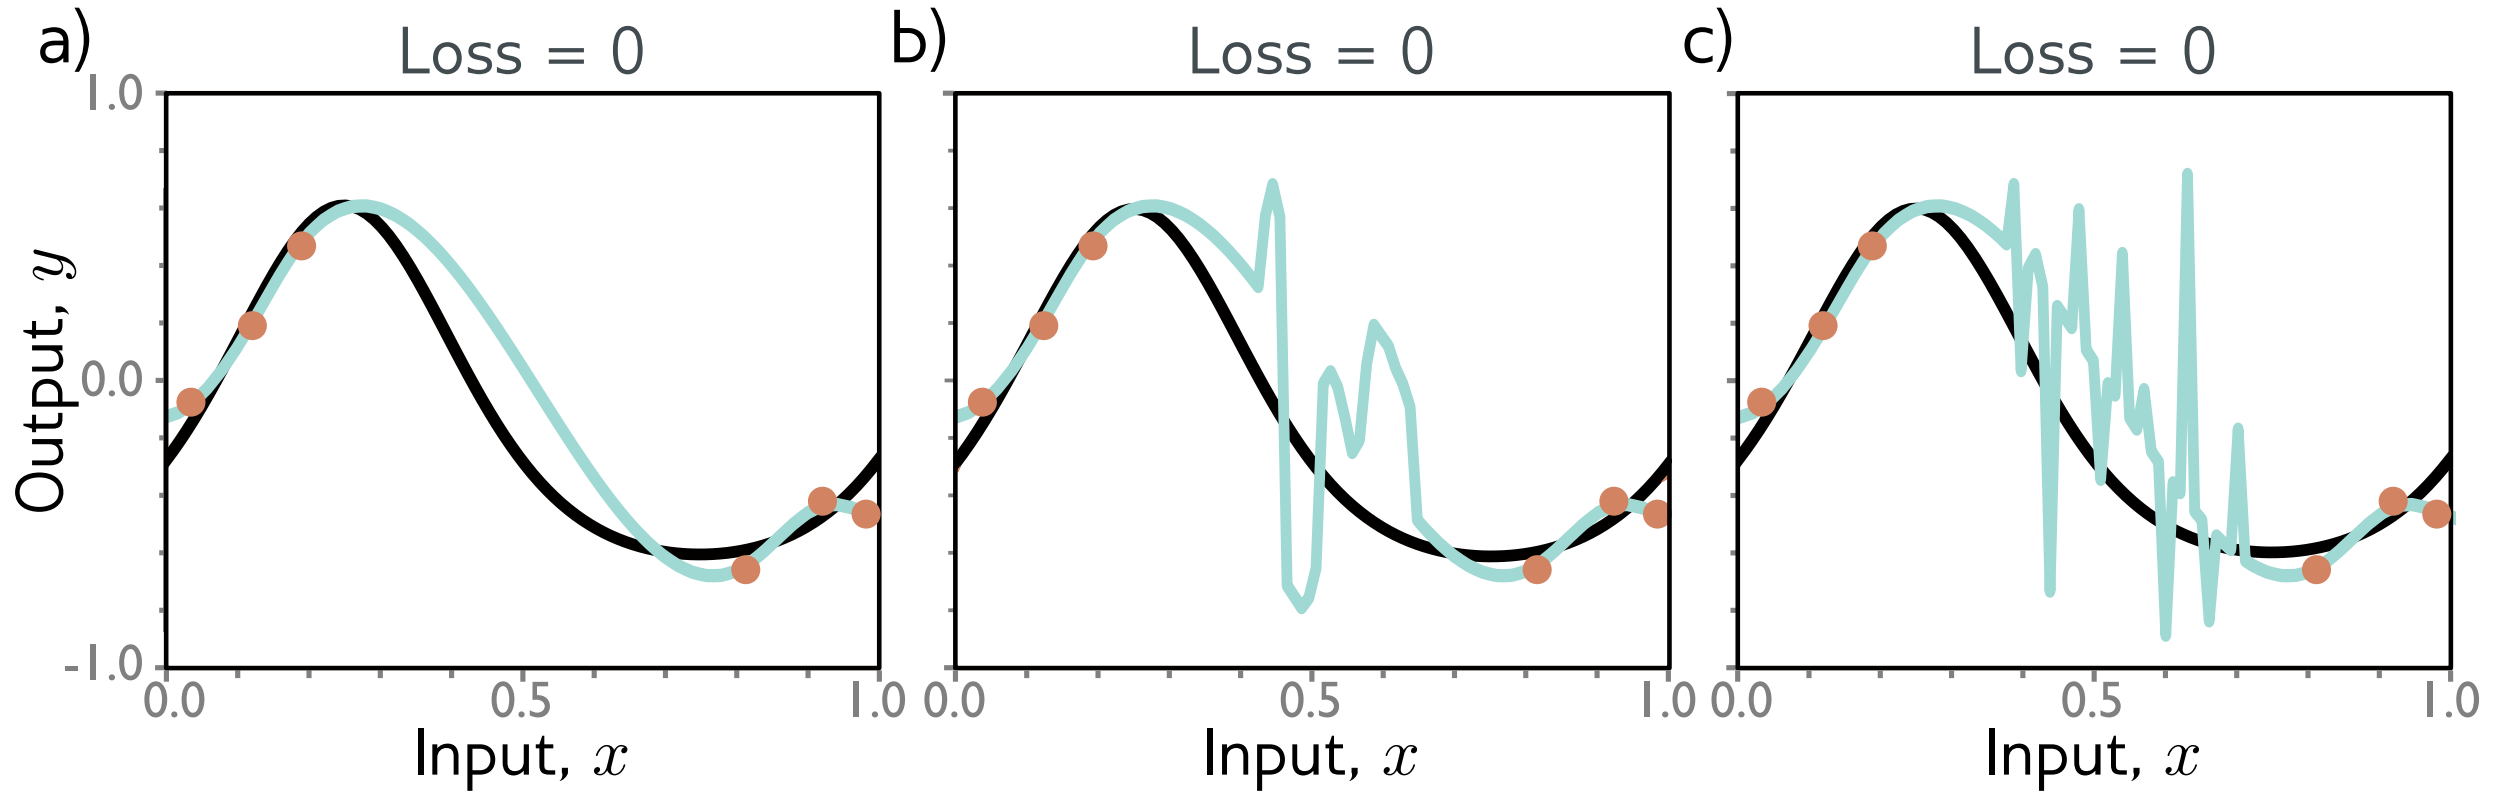 a) Loss = 0
b) Loss = 0
c) Loss = 0
1.0
0.0
-1.0
Output, y
0.0 0.5 1.0
0.0 0.5 1.0
0.0 0.5 1.0
Input, x
Input, x
Input, x